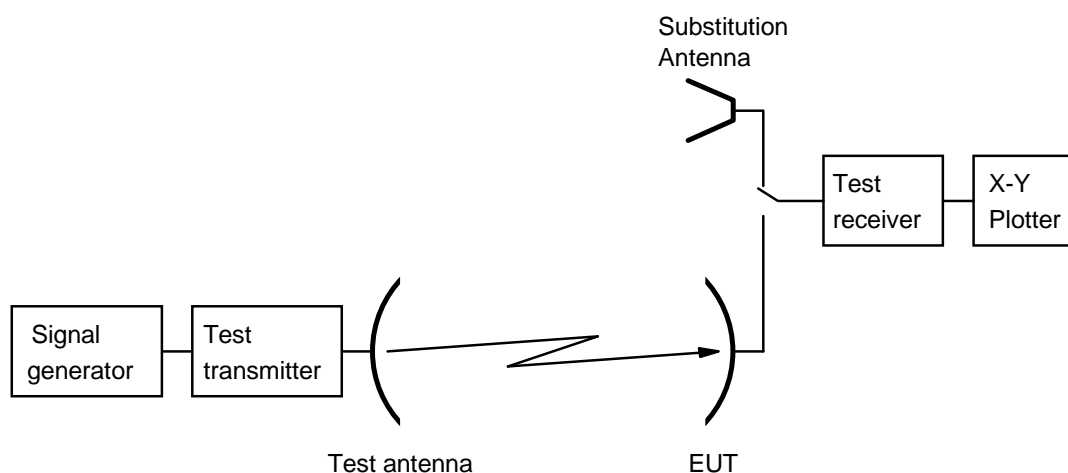 Substitution
Antenna
Test
receiver
X-Y
Plotter
Signal
generator
Test
transmitter
Test antenna
EUT